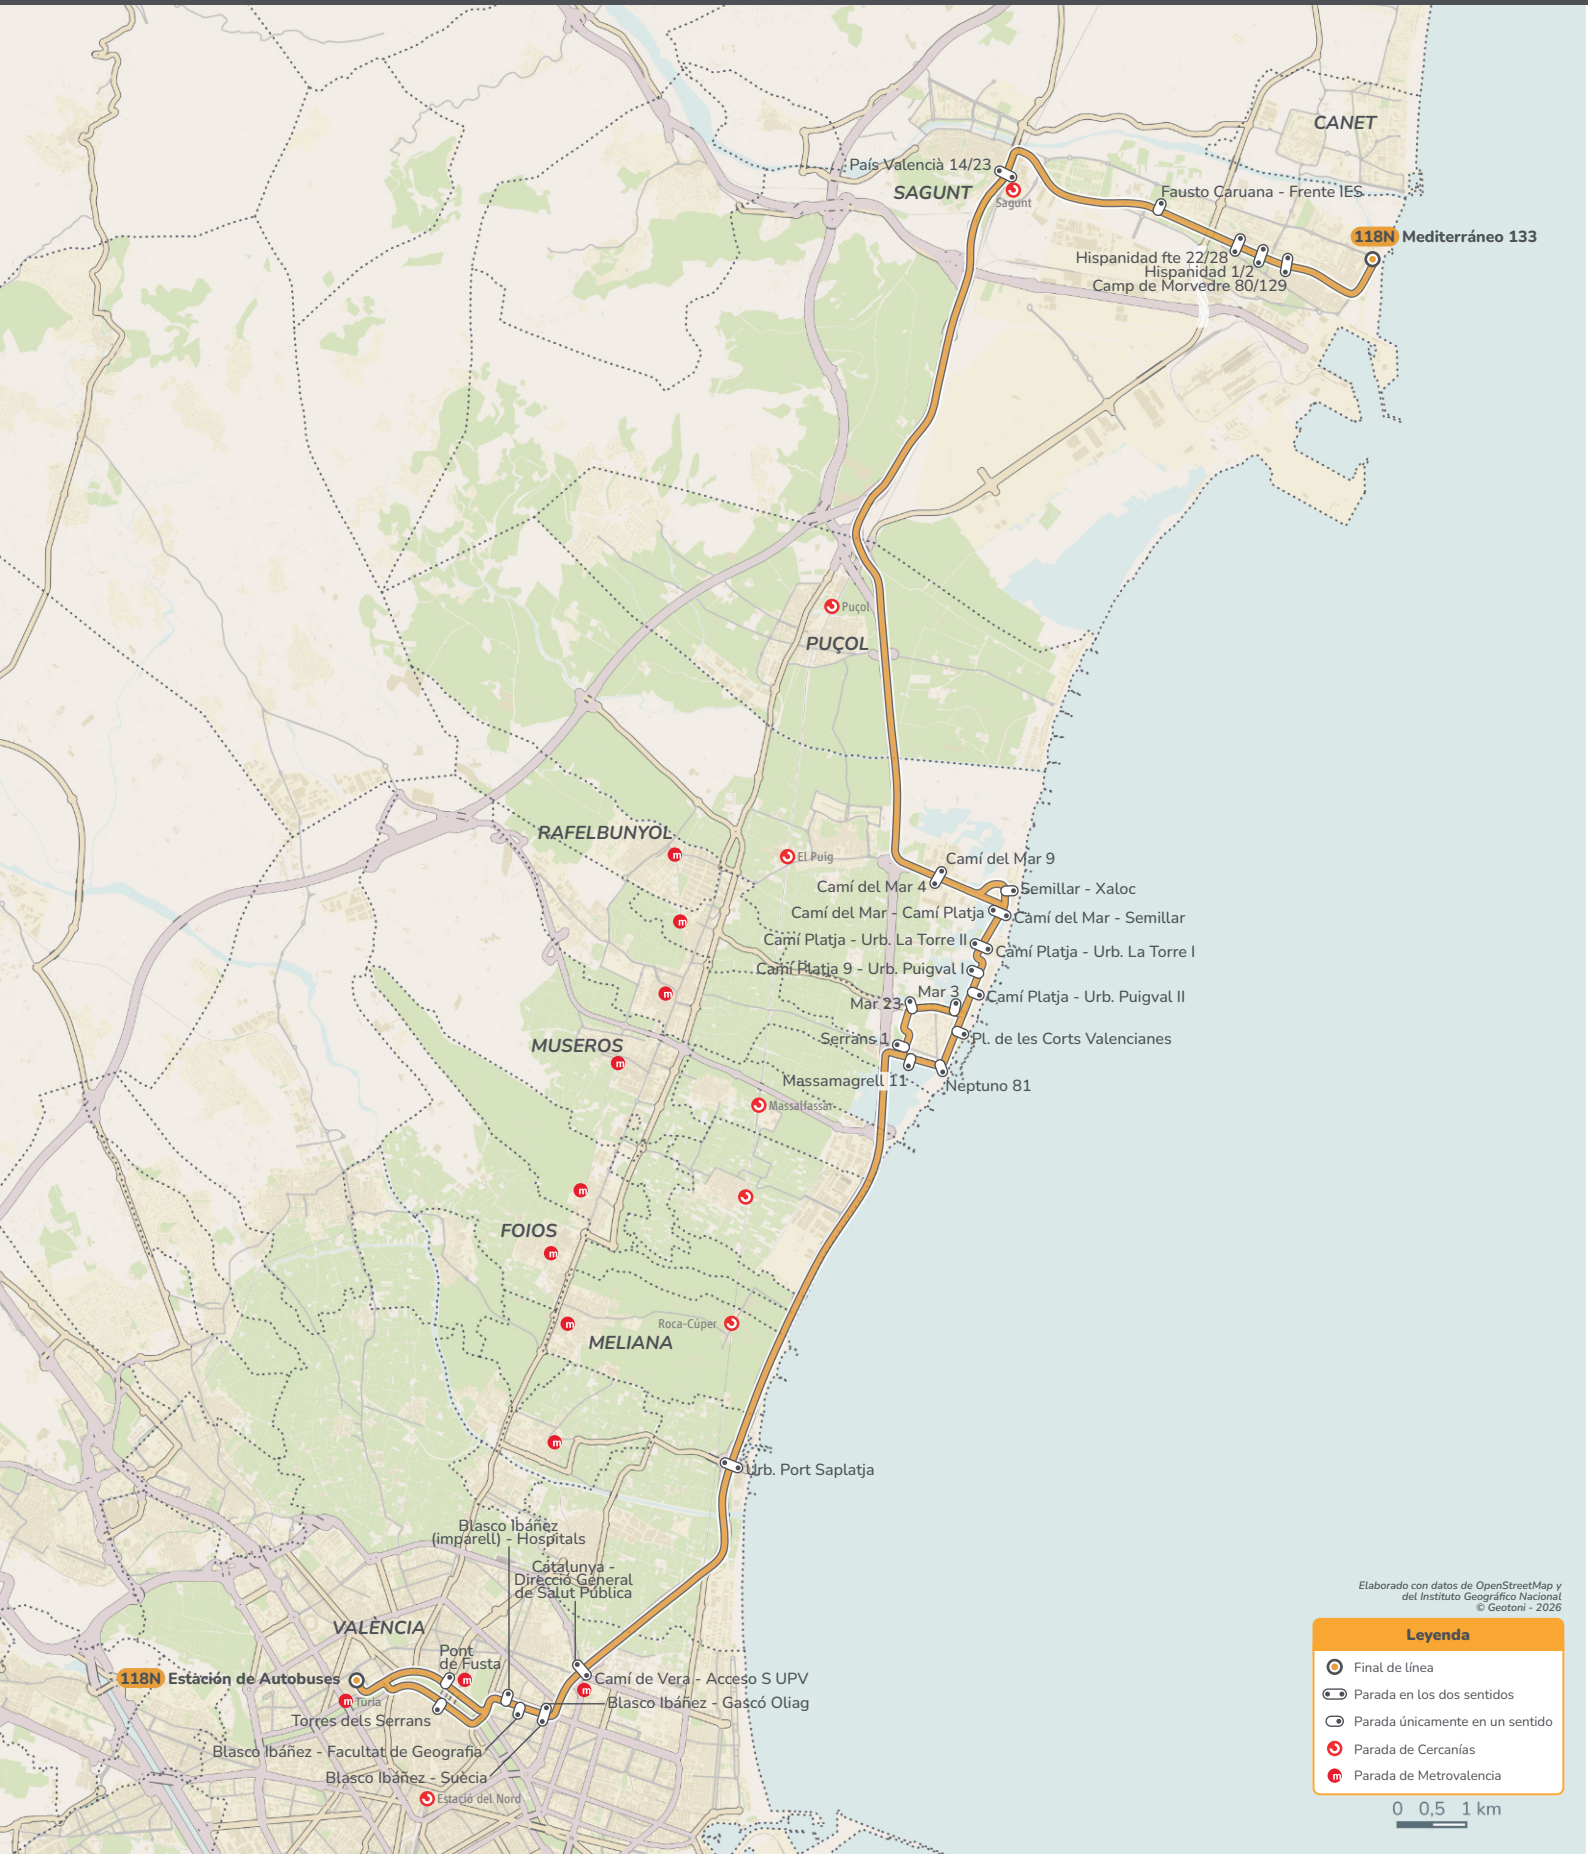 CANET
País Valencià 14/23
SAGUNT
Sagunt
Fausto Caruana - Frente IES
118N Mediterráneo 133
Hispanidad fte 22/28
Hispanidad 1/2
Camp de Morvedre 80/129
Puçol
PUÇOL
RAFELBUNYOL
m
El Puig
Camí del Mar 9
Camí del Mar 4
Semillar - Xaloc
Camí del Mar - Camí Platja
Camí del Mar - Semillar
m
Camí Platja - Urb. La Torre II
Camí Platja - Urb. La Torre I
Camí Platja 9 - Urb. Puigval I
m
Mar 3
Camí Platja - Urb. Puigval II
Mar 23
Serrans 1
Pl. de les Corts Valencianes
MUSEROS
m
Massamagrell 11
Neptuno 81
Massalfassar
m
FOIOS
m
m
Roca-Cúper
MELIANA
m
Urb. Port Saplatja
Blasco Ibáñez
(imparell) - Hospitals
Catalunya -
Direcció General
de Salut Pública
VALÈNCIA
Pont
de Fusta
m
118N Estación de Autobuses
Camí de Vera - Acceso S UPV
m
m
Túria
Blasco Ibáñez - Gascó Oliag
Torres dels Serrans
Blasco Ibáñez - Facultat de Geografia
Blasco Ibáñez - Suècia
Estació del Nord
Elaborado con datos de OpenStreetMap y
del Instituto Geográfico Nacional
© Geotoni - 2026
Leyenda
Final de línea
Parada en los dos sentidos
Parada únicamente en un sentido
Parada de Cercanías
m Parada de Metrovalencia
0 0,5 1 km